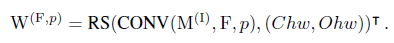 W^(F,p) = RS(CONV(M^(I), F, p), (Chw, Ohw))^⊺ .